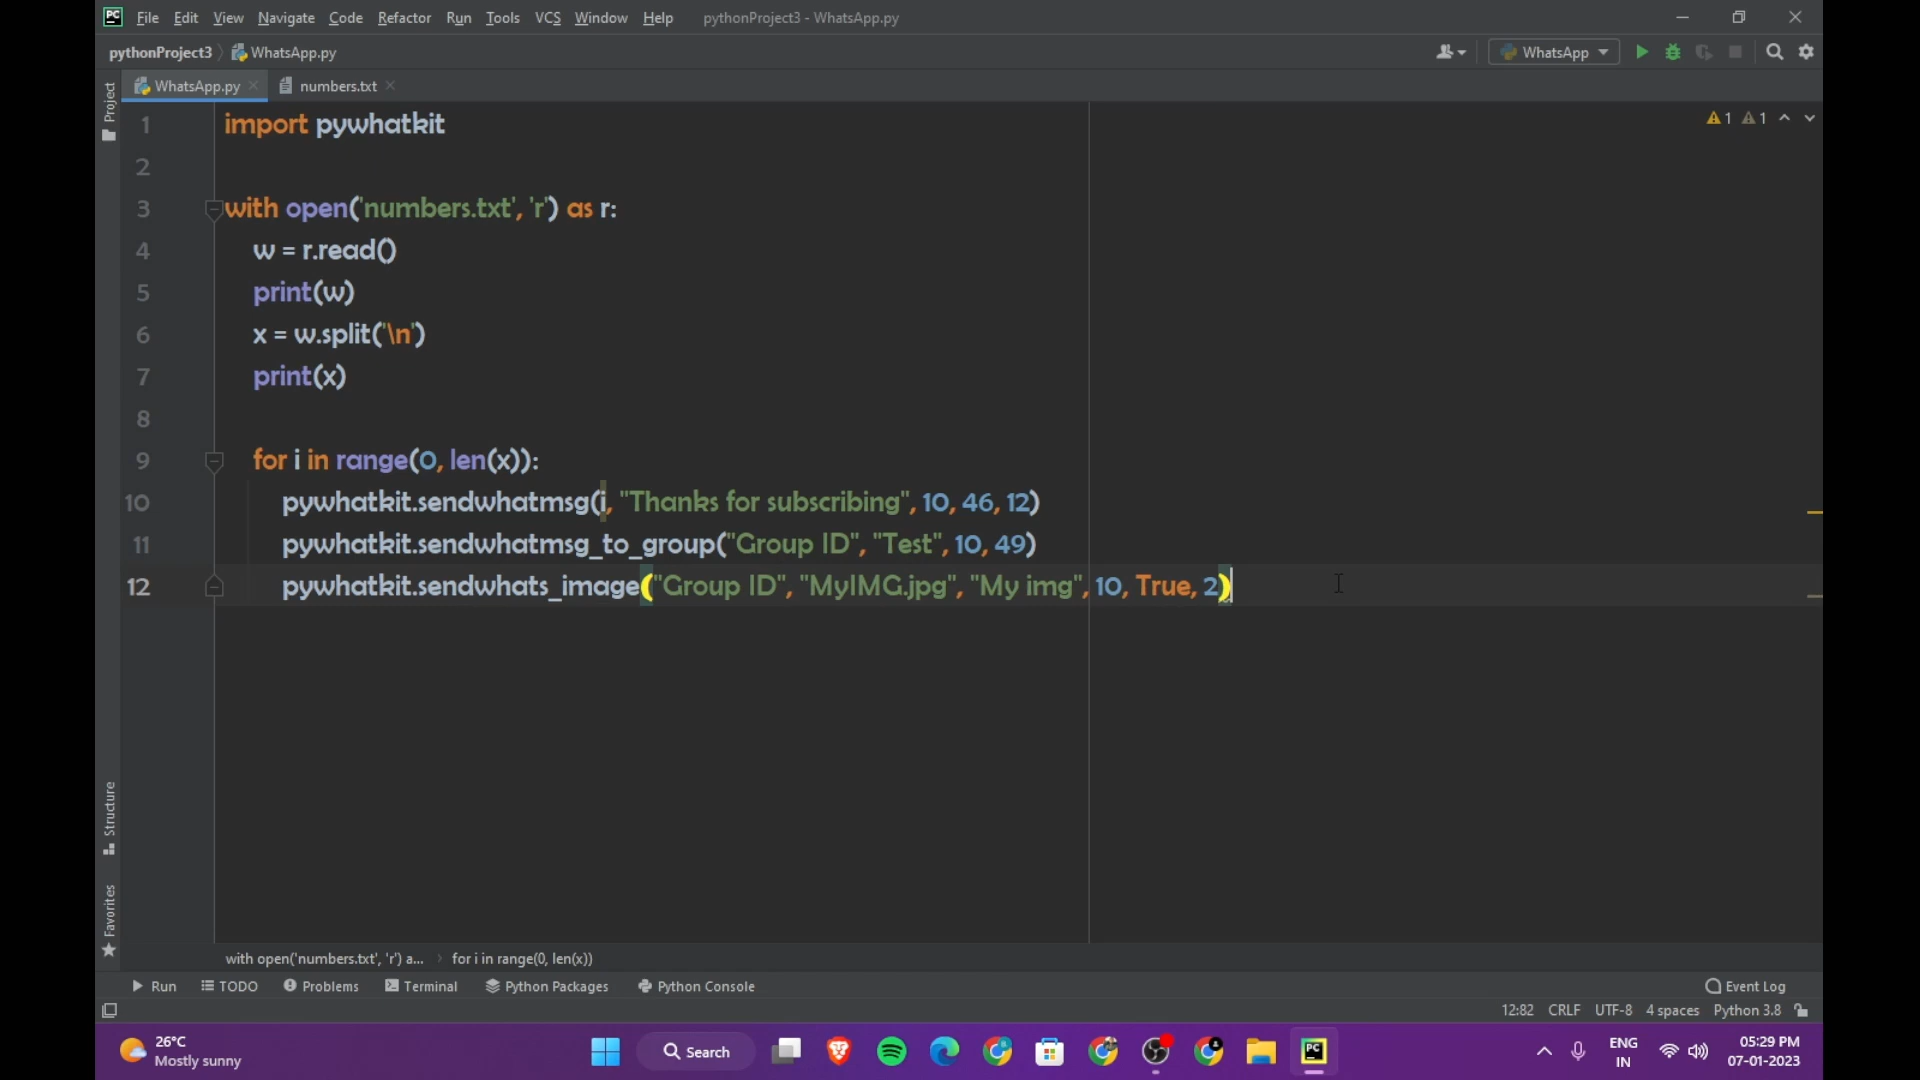 File Edit View Navigate Code Refactor Run Tools VCS Window Help pythonProject3 - WhatsApp.py
pythonProject3 WhatsApp.py WhatsApp
WhatsApp.py numbers.txt
Project
1 import pywhatkit
1 1
2
3 with open('numbers.txt', 'r') as r:
4 w = r.read()
5 print(w)
6 x = w.split('\n')
7 print(x)
8
9 for i in range(0, len(x)):
10 pywhatkit.sendwhatmsg(i, "Thanks for subscribing", 10, 46, 12)
11 pywhatkit.sendwhatmsg_to_group("Group ID", "Test", 10, 49)
12 pywhatkit.sendwhats_image("Group ID", "MyIMG.jpg", "My img", 10, True, 2)
Structure
Favorites
with open('numbers.txt', 'r') a... › for i in range(0, len(x))
Run TODO Problems Terminal Python Packages Python Console Event Log
12:82 CRLF UTF-8 4 spaces Python 3.8
26°C
Mostly sunny
Search
ENG
IN
05:29 PM
07-01-2023